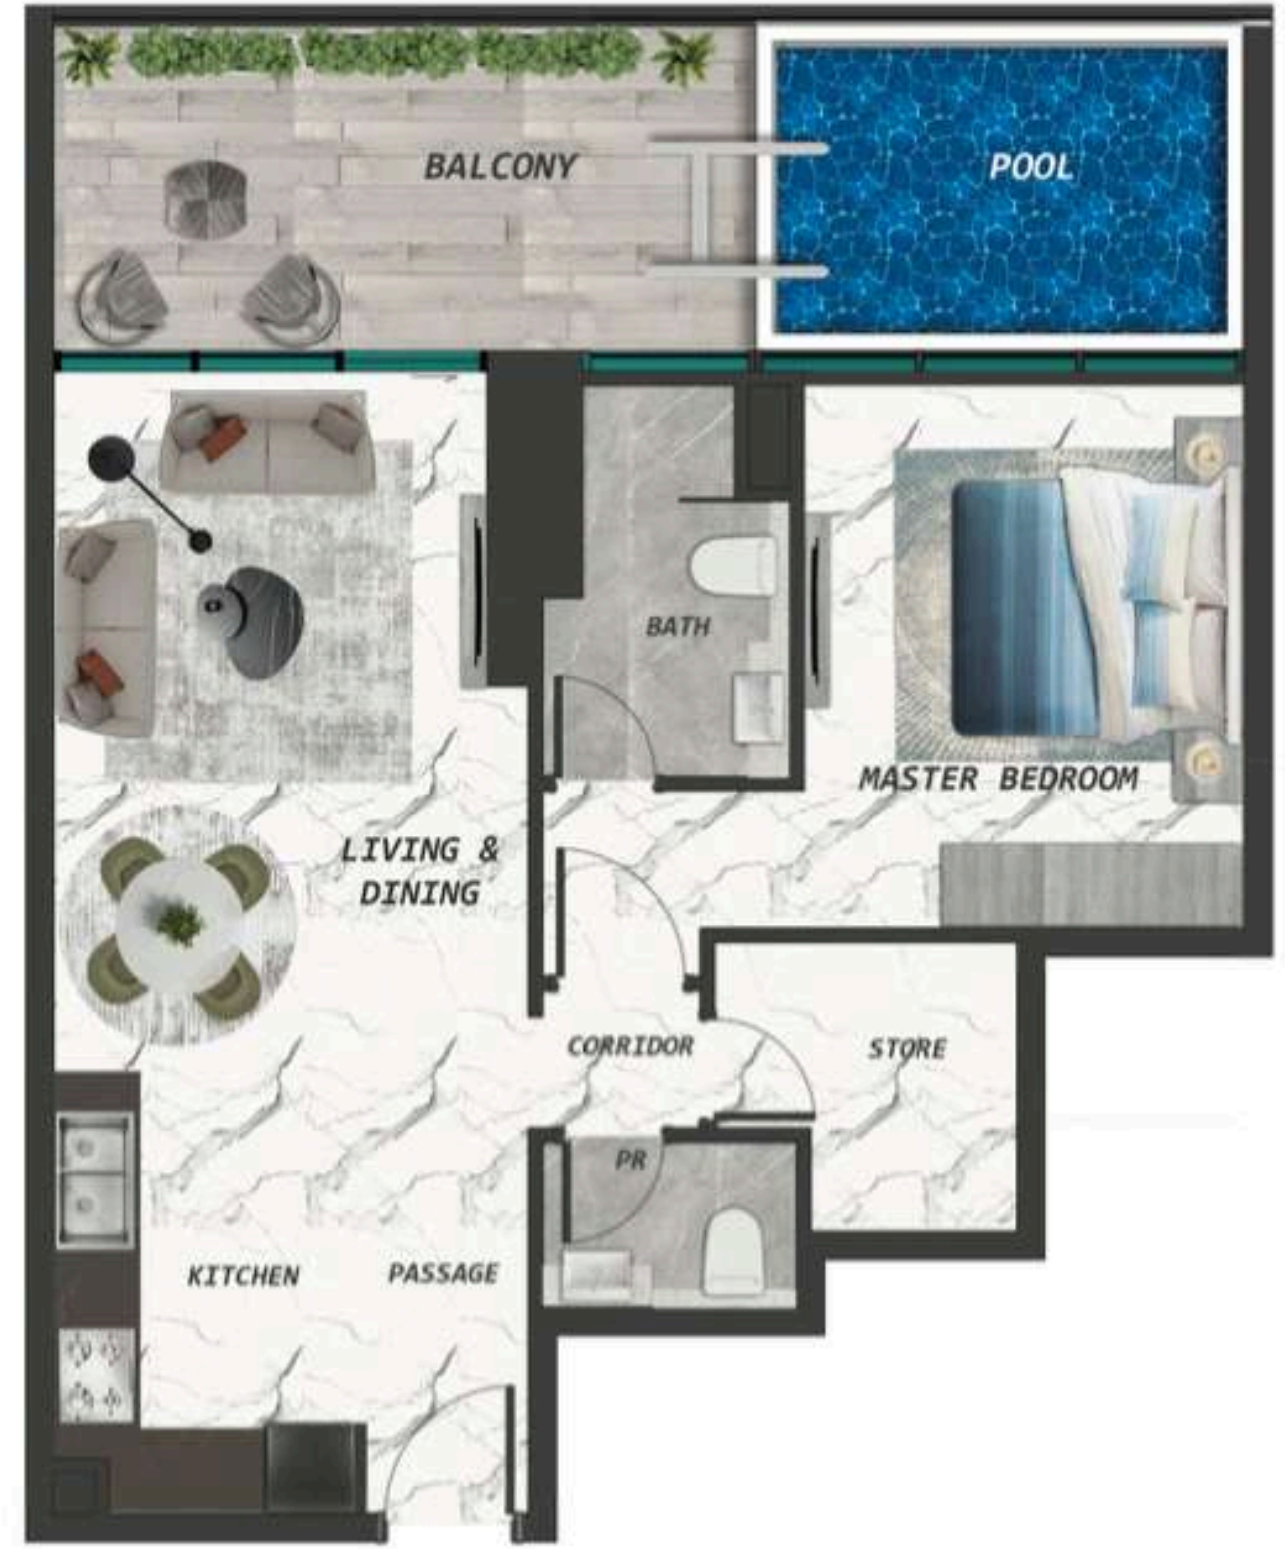 BALCONY
POOL
BATH
MASTER BEDROOM
LIVING &
DINING
CORRIDOR
STORE
PR
KITCHEN
PASSAGE